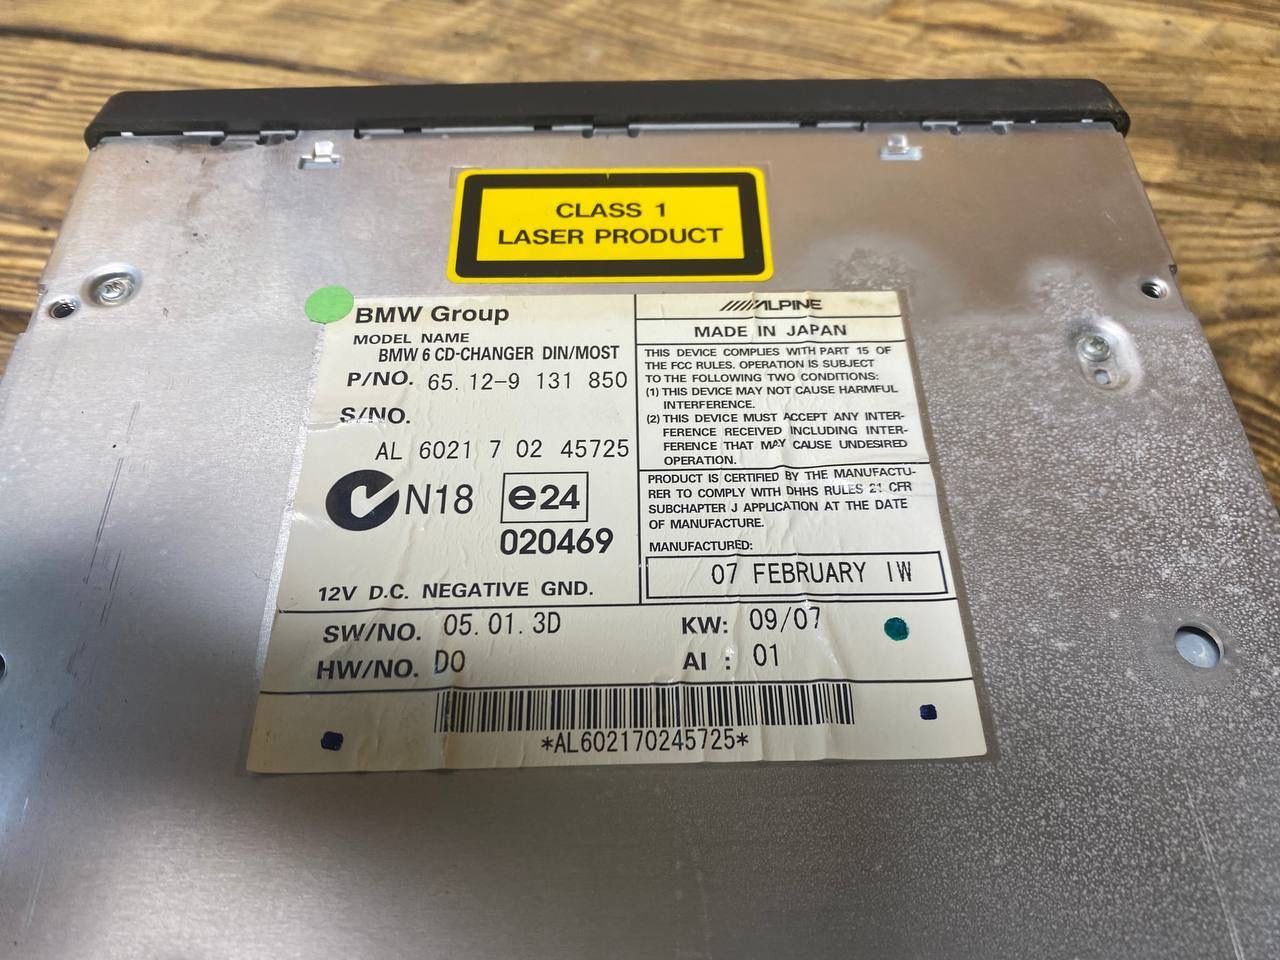 CLASS 1
LASER PRODUCT
BMW Group
MODEL NAME
BMW 6 CD-CHANGER DIN/MOST
P/NO. 65.12-9 131 850
S/NO.
AL 6021 7 02 45725
N18 e24
020469
12V D.C. NEGATIVE GND.
ALPINE
MADE IN JAPAN
THIS DEVICE COMPLIES WITH PART 15 OF
THE FCC RULES. OPERATION IS SUBJECT
TO THE FOLLOWING TWO CONDITIONS:
(1) THIS DEVICE MAY NOT CAUSE HARMFUL
INTERFERENCE.
(2) THIS DEVICE MUST ACCEPT ANY INTER-
FERENCE RECEIVED INCLUDING INTER-
FERENCE THAT MAY CAUSE UNDESIRED
OPERATION.
PRODUCT IS CERTIFIED BY THE MANUFACTU-
RER TO COMPLY WITH DHHS RULES 21 CFR
SUBCHAPTER J APPLICATION AT THE DATE
OF MANUFACTURE.
MANUFACTURED:
07 FEBRUARY IW
SW/NO. 05.01.3D KW: 09/07
HW/NO. D0 AI : 01
*AL602170245725*